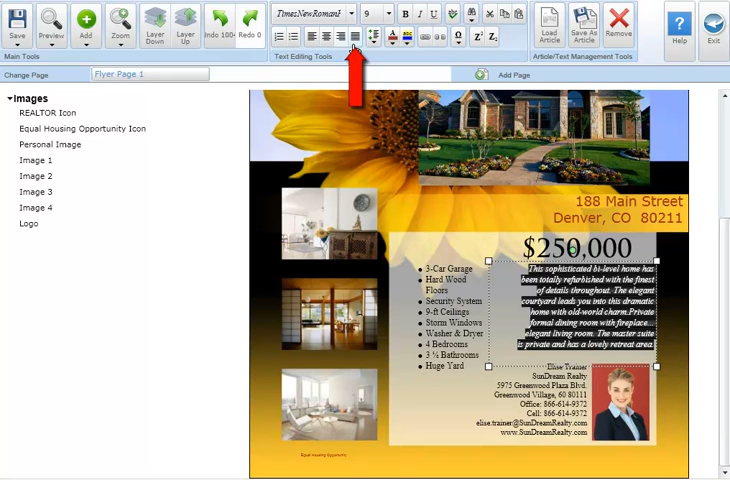 TimesNewRomanF
9
B I U
Save
Preview
Add
Zoom
Layer Down
Layer Up
Indo 100
Redo 0
Load Article
Save As Article
Remove
Help
Exit
Main Tools
Text Editing Tools
Article/Text Management Tools
Change Page
Flyer Page 1
Add Page
Images
REALTOR Icon
Equal Housing Opportunity Icon
Personal Image
Image 1
Image 2
Image 3
Image 4
Logo
188 Main Street
Denver, CO 80211
$250,000
3-Car Garage
Hard Wood
Floors
Security System
9-ft Ceilings
Storm Windows
Washer & Dryer
4 Bedrooms
3 ½ Bathrooms
Huge Yard
This sophisticated bi-level home has
been totally refurbished with the finest
of details throughout. The elegant
courtyard leads you into this dramatic
home with old-world charm.Private
formal dining room with fireplace...
elegant living room. The master suite
is private and has a lovely retreat area.
Elise Trainer
SunDream Realty
5975 Greenwood Plaza Blvd.
Greenwood Village, 60 80111
Office: 866-614-9372
Cell: 866-614-9372
elise.trainer@SunDreamRealty.com
www.SunDreamRealty.com
Equal Housing Opportunity